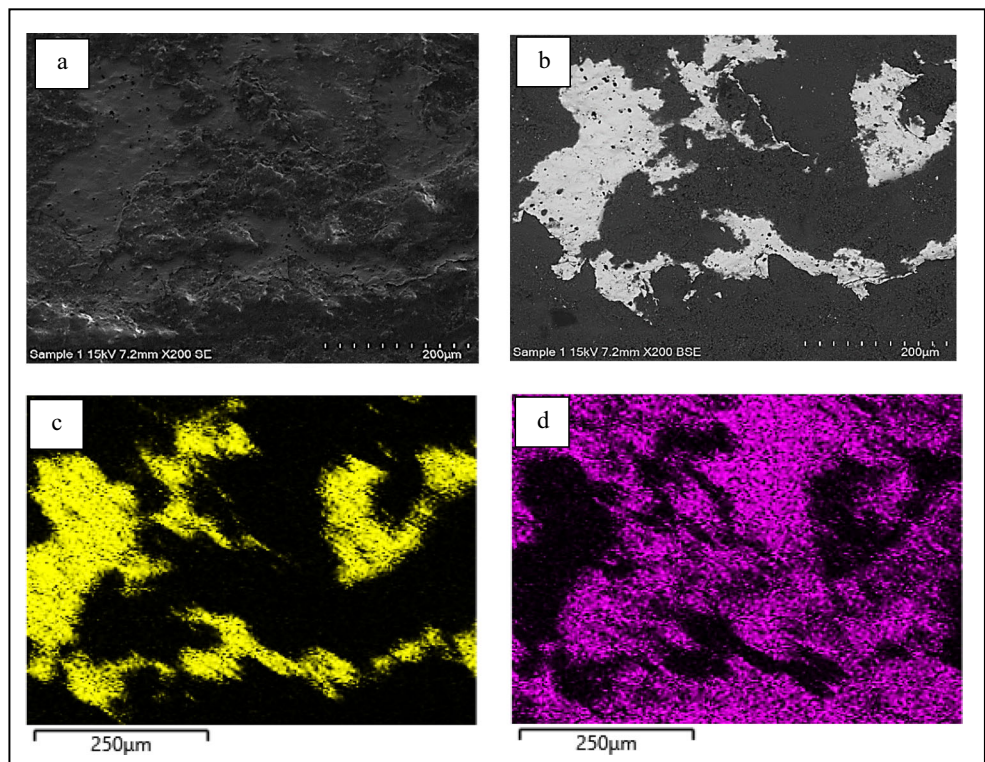 a
b
Sample 1 15kV 7.2mm X200 SE 200µm
Sample 1 15kV 7.2mm X200 BSE 200µm
c
d
250µm
250µm